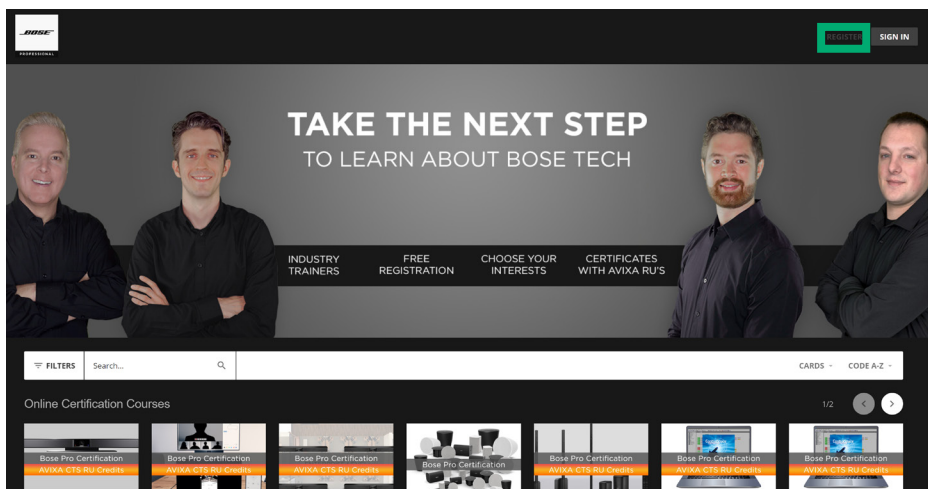 BOSE
PROFESSIONAL
REGISTER
SIGN IN
TAKE THE NEXT STEP
TO LEARN ABOUT BOSE TECH
INDUSTRY
TRAINERS
FREE
REGISTRATION
CHOOSE YOUR
INTERESTS
CERTIFICATES
WITH AVIXA RU'S
FILTERS
Search...
CARDS
CODE A-Z
Online Certification Courses
1/2
Bose Pro Certification
AVIXA CTS RU Credits
Bose Pro Certification
AVIXA CTS RU Credits
Bose Pro Certification
AVIXA CTS RU Credits
Bose Pro Certification
Bose Pro Certification
AVIXA CTS RU Credits
Bose Pro Certification
AVIXA CTS RU Credits
Bose Pro Certification
AVIXA CTS RU Credits